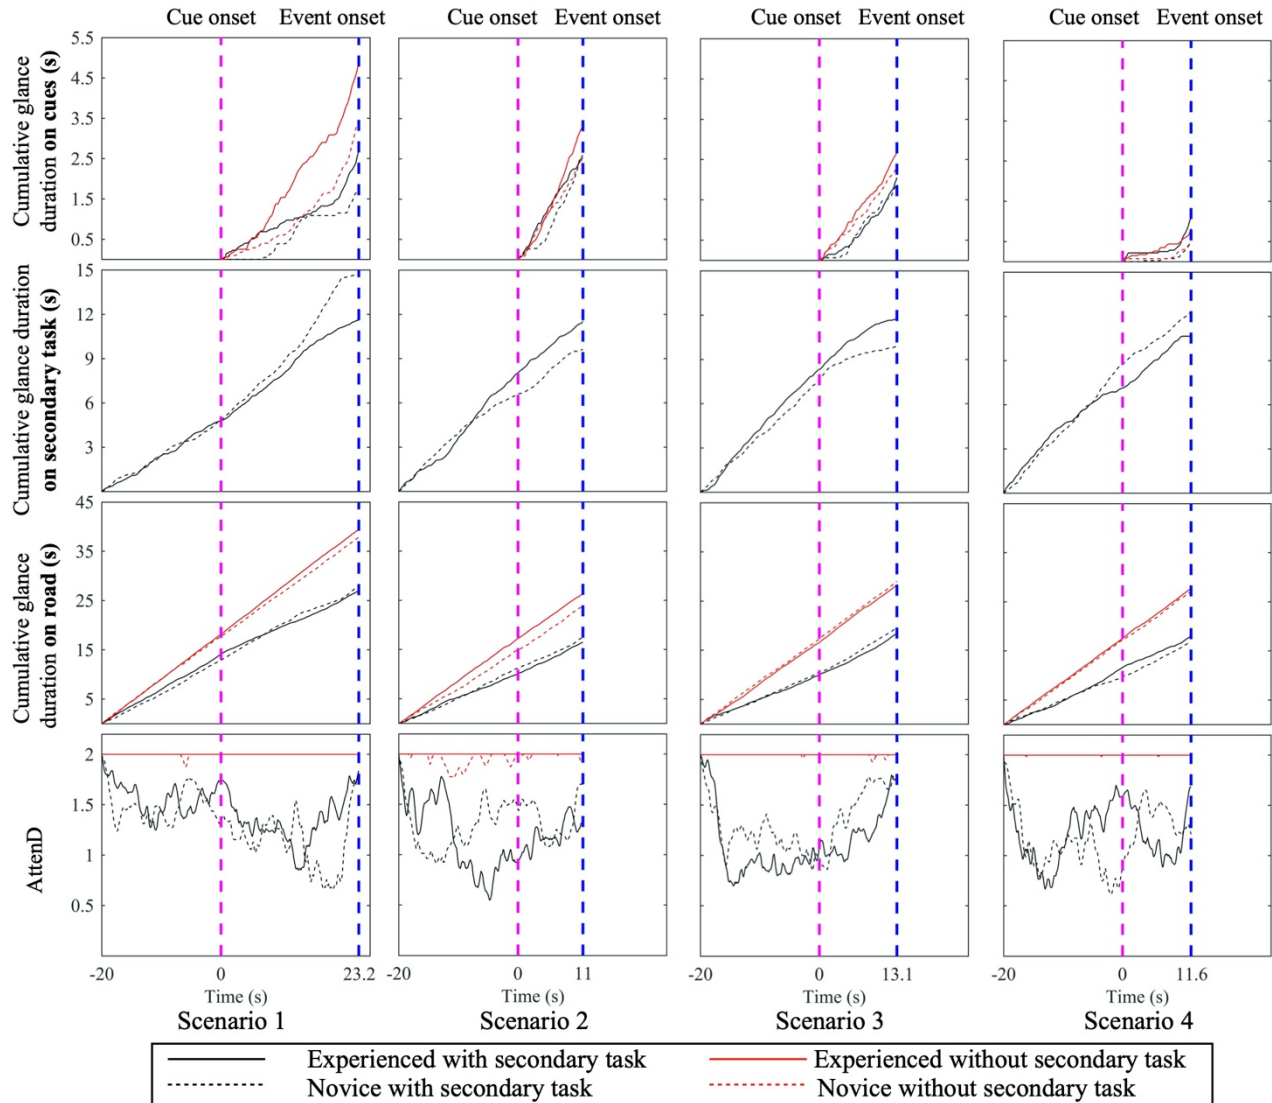 Cue onset Event onset Cue onset Event onset Cue onset Event onset Cue onset Event onset
Cumulative glance
duration on cues (s)
5.5
4.5
3.5
2.5
1.5
0.5
Cumulative glance duration
on secondary task (s)
15
12
9
6
3
Cumulative glance
duration on road (s)
45
35
25
15
5
AttenD
2
1.5
1
0.5
-20 0 23.2 -20 0 11 -20 0 13.1 -20 0 11.6
Time (s) Time (s) Time (s) Time (s)
Scenario 1 Scenario 2 Scenario 3 Scenario 4
Experienced with secondary task Experienced without secondary task
Novice with secondary task Novice without secondary task